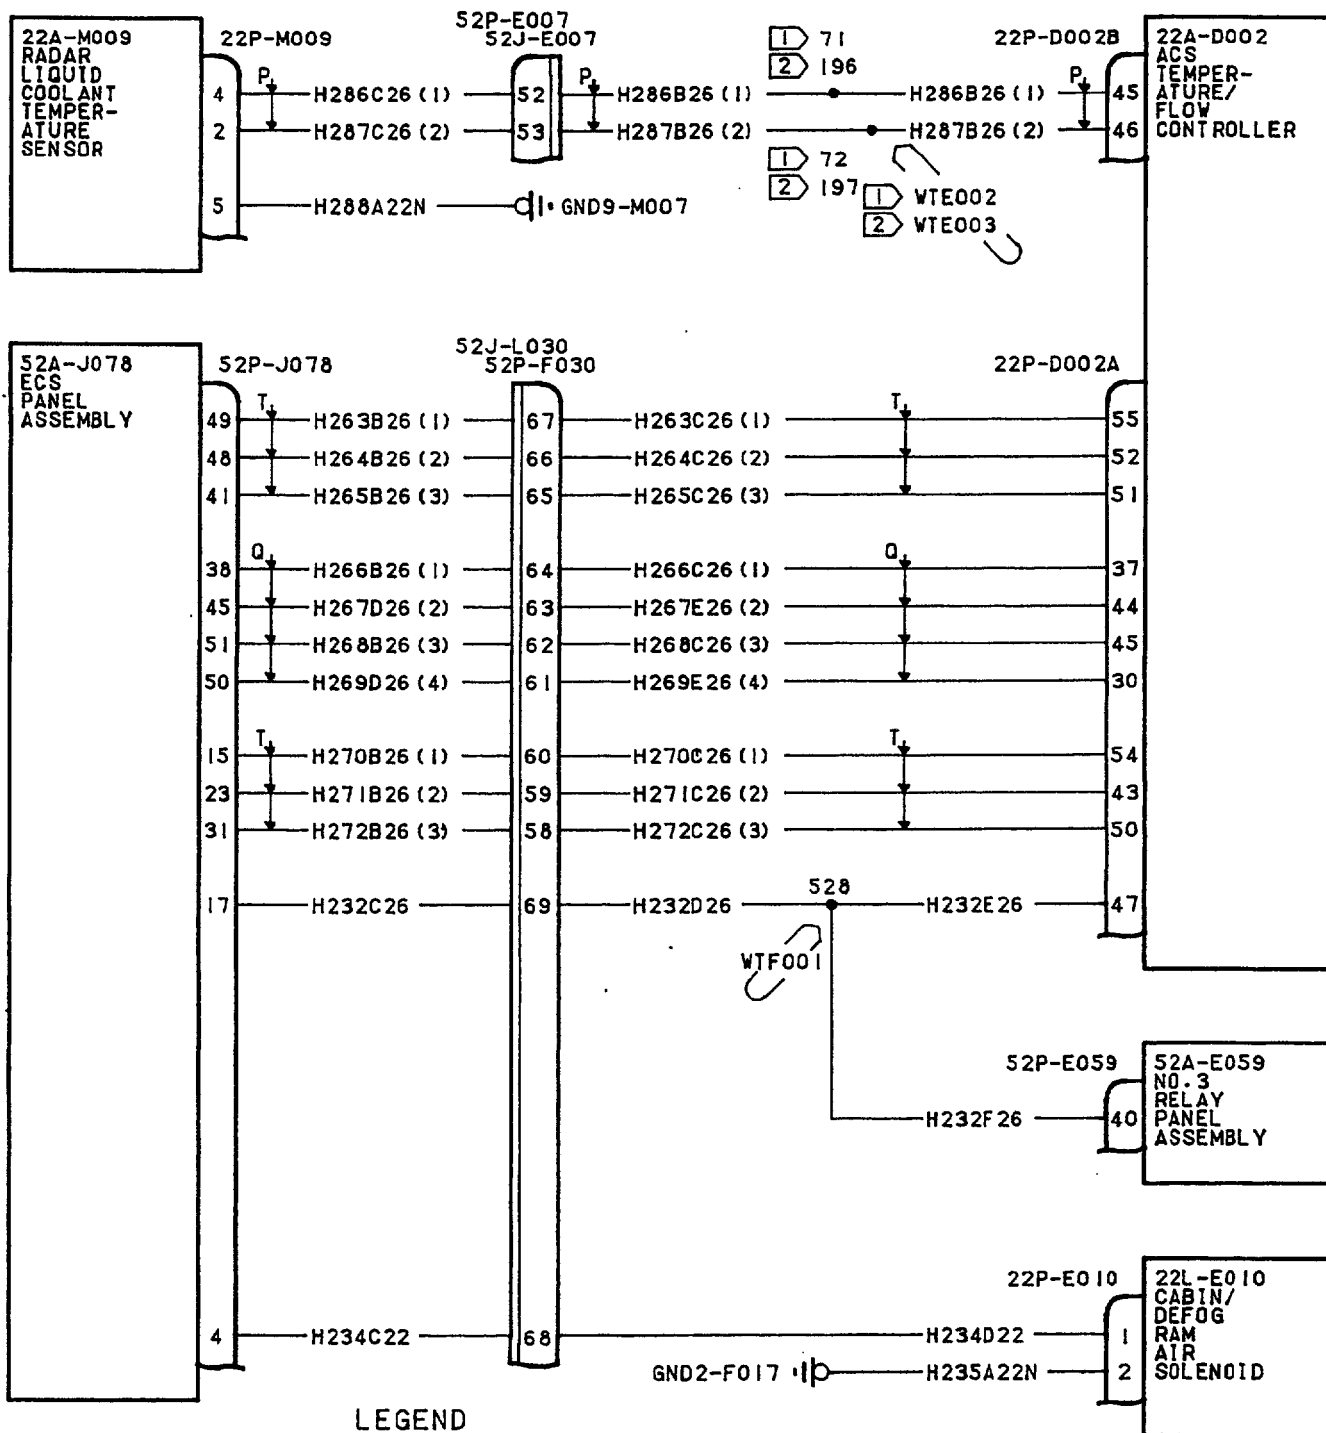 52P-E007
22A-M009 22P-M009 52J-E007 1 71 22P-D002B 22A-D002
RADAR ACS
LIQUID P P 2 196 P TEMPER-
COOLANT 4 H286C26(1) 52 H286B26(1) H286B26(1) 45 ATURE/
TEMPER- FLOW
ATURE 2 H287C26(2) 53 H287B26(2) H287B26(2) 46 CONTROLLER
SENSOR
1 72
2 197
5 H288A22N GND9-M007 1 WTE002
2 WTE003
52J-L030
52A-J078 52P-J078 52P-F030 22P-D002A
ECS
PANEL T T
ASSEMBLY 49 H263B26(1) 67 H263C26(1) 55
48 H264B26(2) 66 H264C26(2) 52
41 H265B26(3) 65 H265C26(3) 51
Q Q
38 H266B26(1) 64 H266C26(1) 37
45 H267D26(2) 63 H267E26(2) 44
51 H268B26(3) 62 H268C26(3) 45
50 H269D26(4) 61 H269E26(4) 30
T T
15 H270B26(1) 60 H270C26(1) 54
23 H271B26(2) 59 H271C26(2) 43
31 H272B26(3) 58 H272C26(3) 50
528
17 H232C26 69 H232D26 H232E26 47
WTF001
52P-E059 52A-E059
NO.3
RELAY
H232F26 40 PANEL
ASSEMBLY
22P-E010 22L-E010
CABIN/
DEFOG
4 H234C22 68 H234D22 1 RAM
AIR
GND2-F017 H235A22N 2 SOLENOID
LEGEND